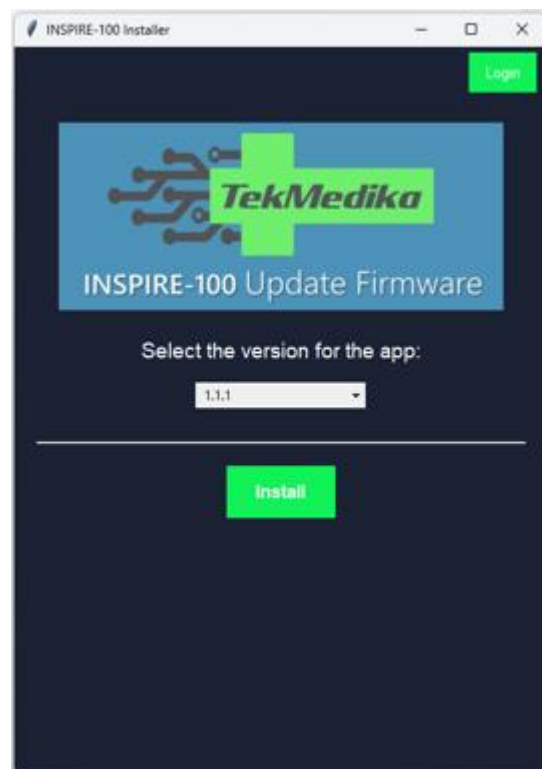 INSPIRE-100 Installer
Login
TekMedika
INSPIRE-100 Update Firmware
Select the version for the app:
1.1.1
Install